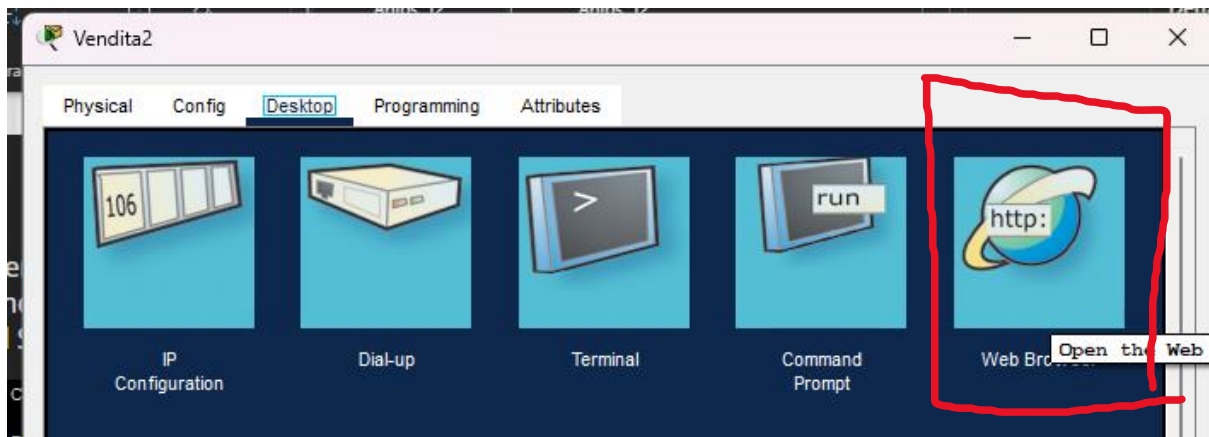 Vendita2
Physical Config Desktop Programming Attributes
106
>
run
http:
IP
Configuration
Dial-up
Terminal
Command
Prompt
Web
Open the Web